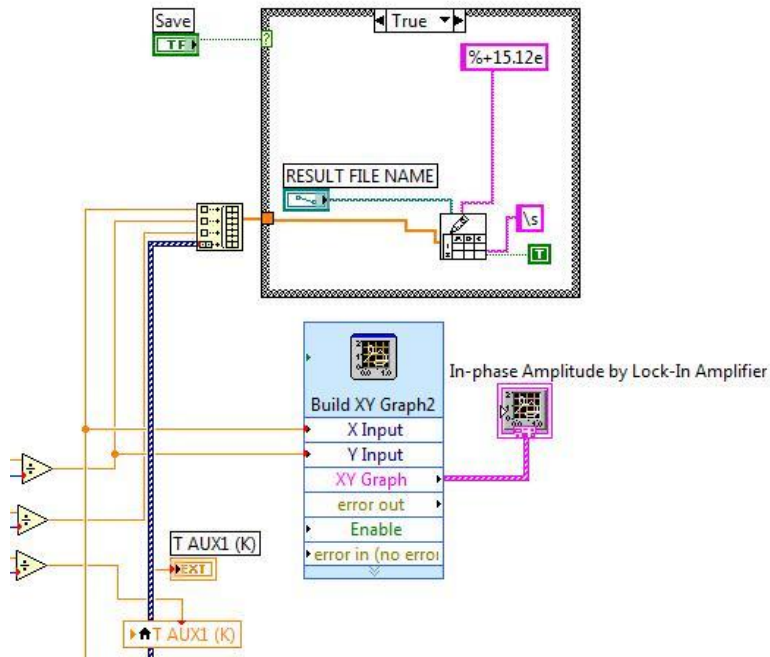 Save
TF
?
True
%+15.12e
RESULT FILE NAME
\s
T
Build XY Graph2
X Input
Y Input
XY Graph
error out
Enable
error in (no error
In-phase Amplitude by Lock-In Amplifier
T AUX1 (K)
EXT
T AUX1 (K)